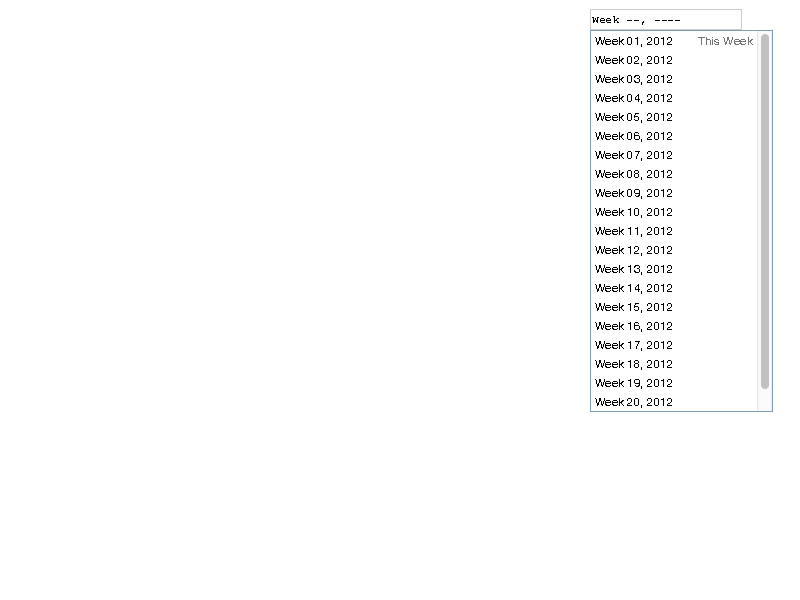 Week --, ----
Week 01, 2012 This Week
Week 02, 2012
Week 03, 2012
Week 04, 2012
Week 05, 2012
Week 06, 2012
Week 07, 2012
Week 08, 2012
Week 09, 2012
Week 10, 2012
Week 11, 2012
Week 12, 2012
Week 13, 2012
Week 14, 2012
Week 15, 2012
Week 16, 2012
Week 17, 2012
Week 18, 2012
Week 19, 2012
Week 20, 2012